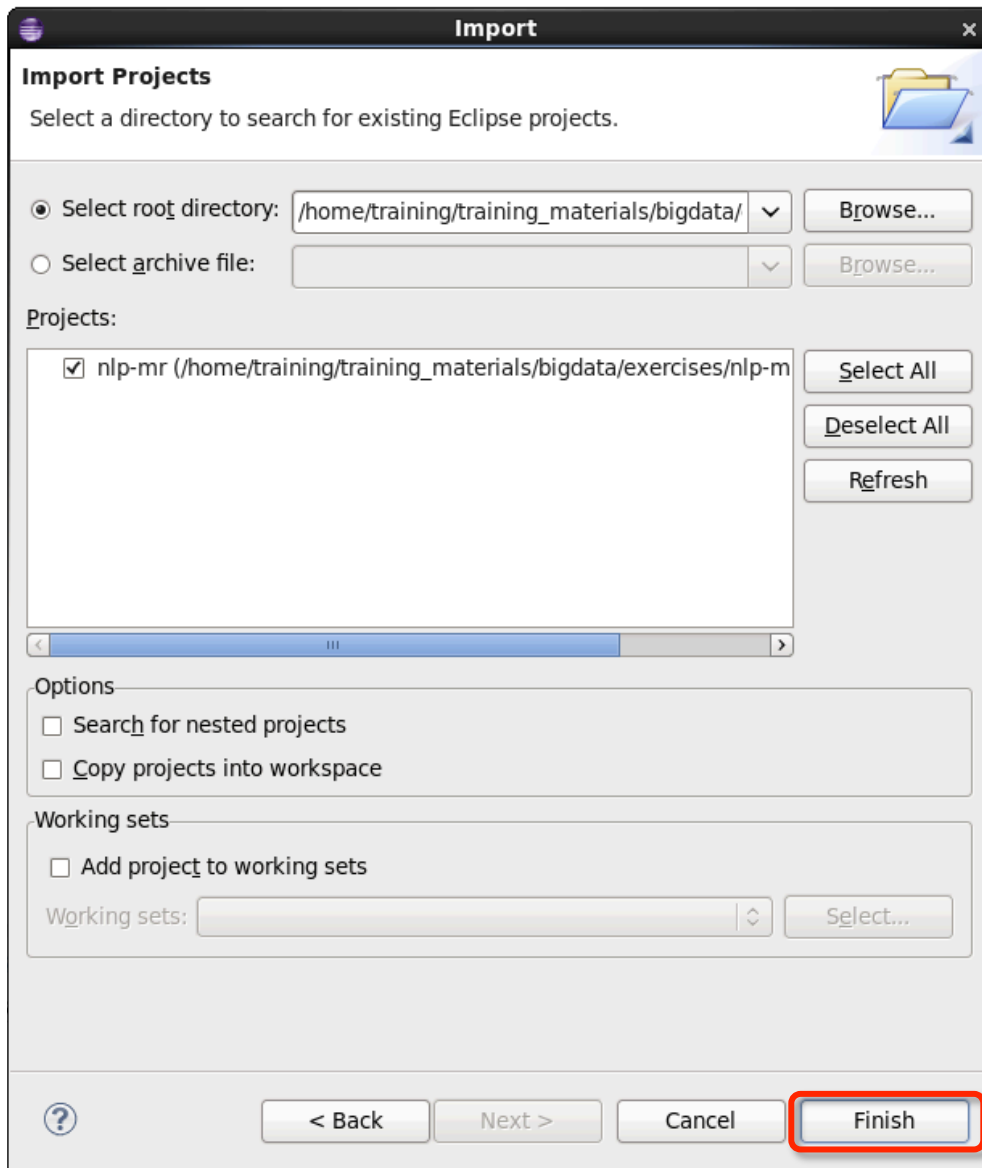 Import
Import Projects
Select a directory to search for existing Eclipse projects.
Select root directory: /home/training/training_materials/bigdata/ Browse...
Select archive file: Browse...
Projects:
nlp-mr (/home/training/training_materials/bigdata/exercises/nlp-m
Select All
Deselect All
Refresh
Options
Search for nested projects
Copy projects into workspace
Working sets
Add project to working sets
Working sets: Select...
? < Back Next > Cancel Finish